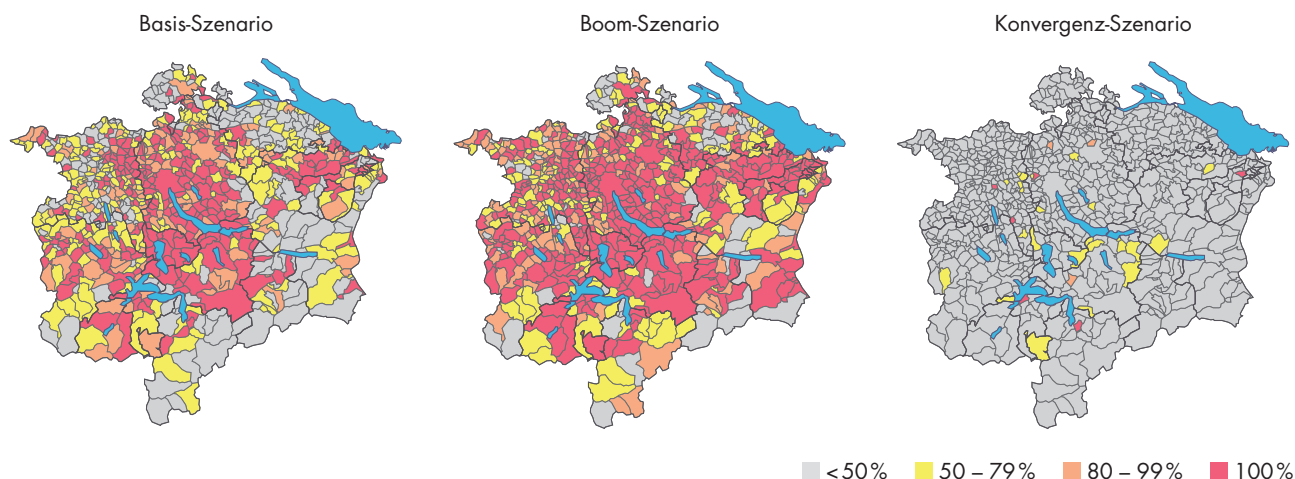 Basis-Szenario
Boom-Szenario
Konvergenz-Szenario
<50% 50 – 79% 80 – 99% 100%